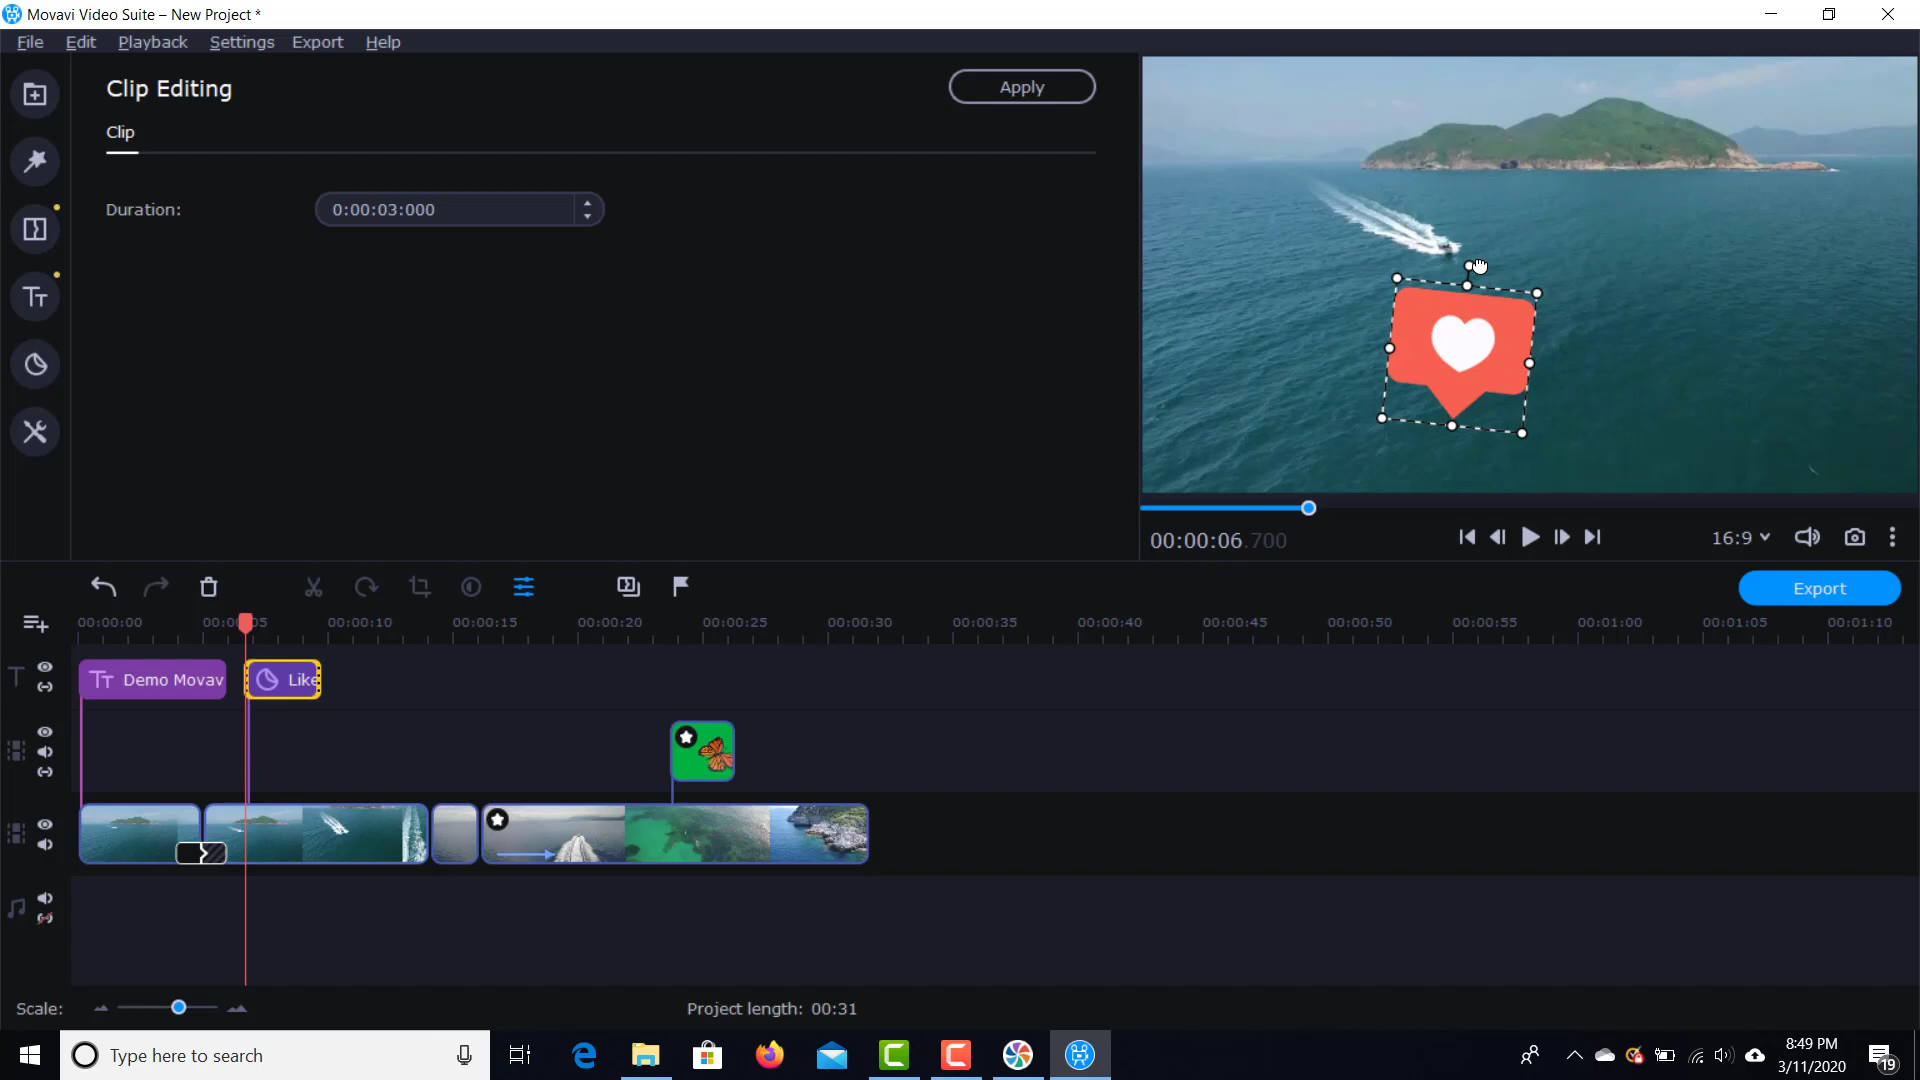 Movavi Video Suite – New Project *
File Edit Playback Settings Export Help
Clip Editing
Apply
Clip
Duration:
0:00:03:000
00:00:06.700
16:9
Export
00:00:00 00:00:05 00:00:10 00:00:15 00:00:20 00:00:25 00:00:30 00:00:35 00:00:40 00:00:45 00:00:50 00:00:55 00:01:00 00:01:05 00:01:10
Demo Movav
Like
Scale:
Project length: 00:31
Type here to search
8:49 PM
3/11/2020
19